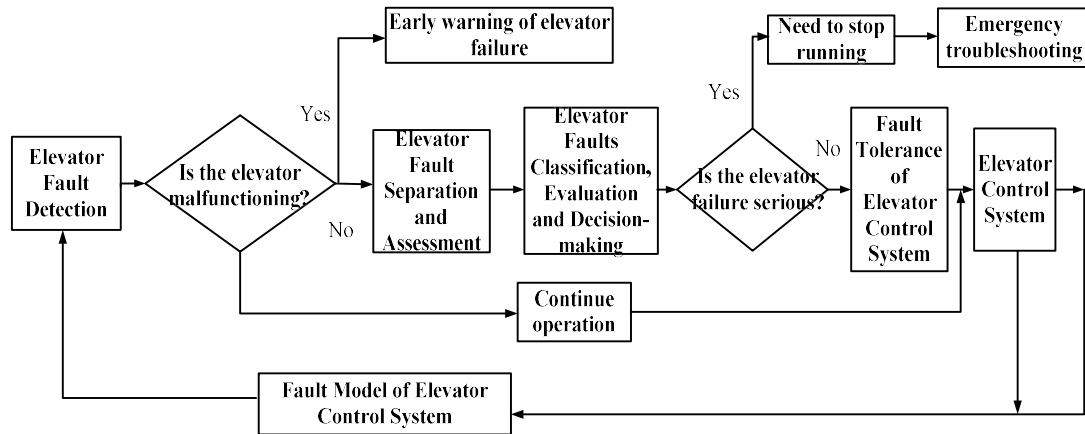 Early warning of elevator
failure
Need to stop
running
Emergency
troubleshooting
Yes
Yes
Elevator
Fault
Detection
Is the elevator
malfunctioning?
No
Elevator
Fault
Separation
and
Assessment
Elevator
Faults
Classification,
Evaluation
and Decision-
making
Is the elevator
failure serious?
No
Fault
Tolerance
of
Elevator
Control
System
Elevator
Control
System
Continue
operation
Fault Model of Elevator
Control System